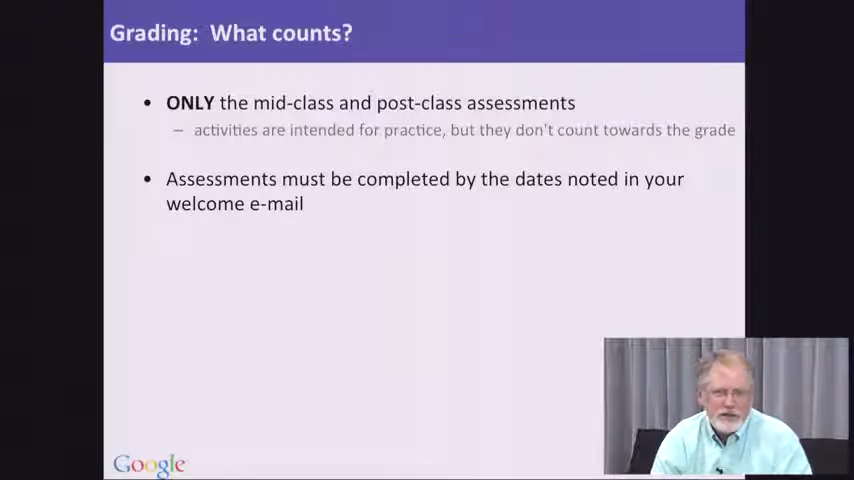 Grading:  What counts?
• ONLY the mid-class and post-class assessments
– activities are intended for practice, but they don't count towards the grade
• Assessments must be completed by the dates noted in your
welcome e-mail
Google